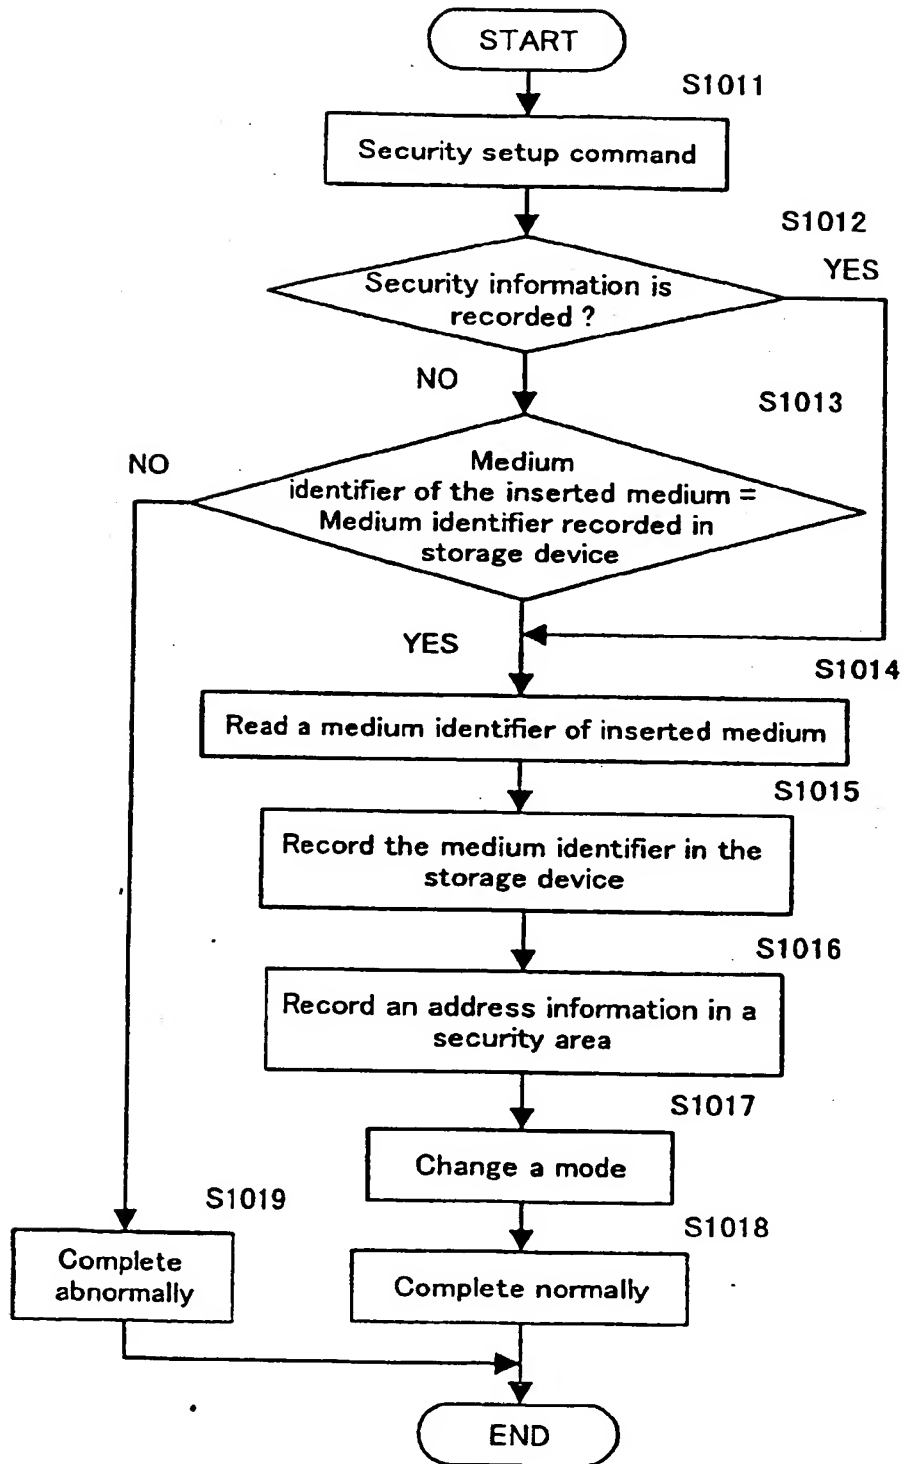 START
S1011
Security setup command
S1012
YES
Security information is
recorded ?
NO
S1013
NO
Medium
identifier of the inserted medium =
Medium identifier recorded in
storage device
YES
S1014
Read a medium identifier of inserted medium
S1015
Record the medium identifier in the
storage device
S1016
Record an address information in a
security area
S1017
Change a mode
S1019
S1018
Complete
abnormally
Complete normally
END